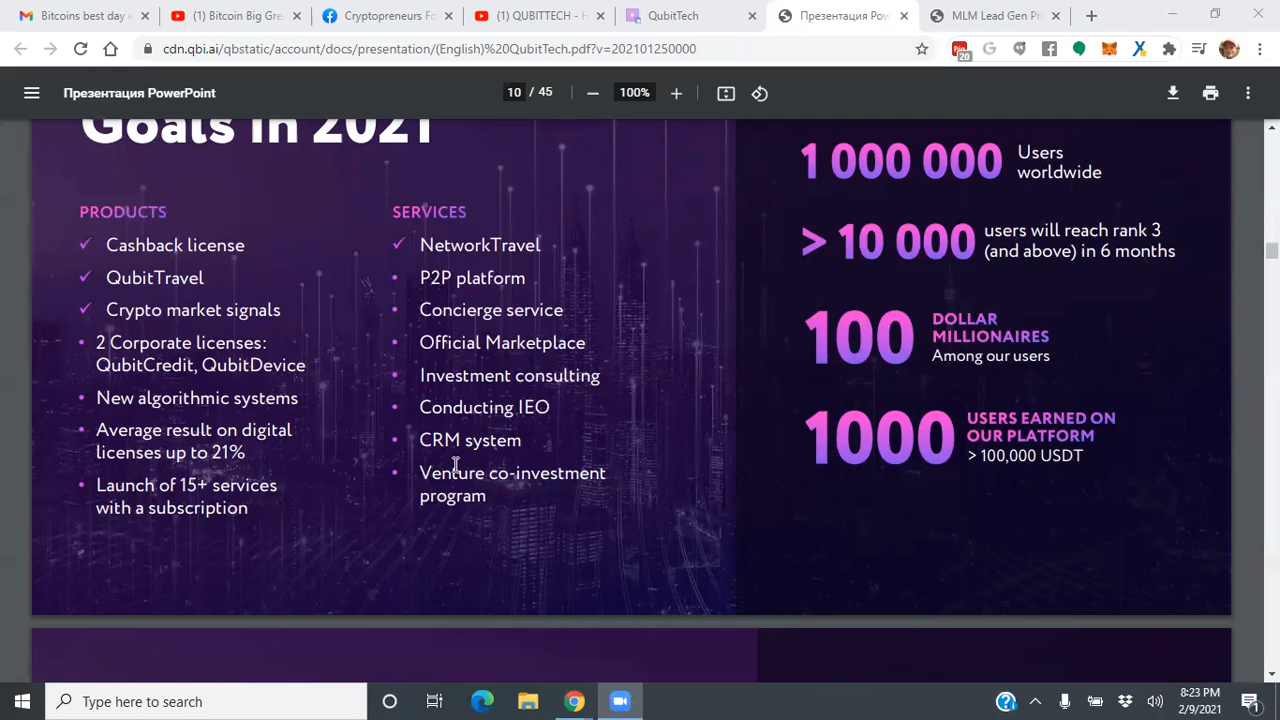 Bitcoins best day e
(1) Bitcoin Big Gre
Cryptopreneurs Fo
(1) QUBITTECH - H
QubitTech
Презентация Pow
MLM Lead Gen Pr
cdn.qbi.ai/qbstatic/account/docs/presentation/(English)%20QubitTech.pdf?v=202101250000
20
Презентация PowerPoint
10 / 45
100%
Goals in 2021
PRODUCTS
Cashback license
QubitTravel
Crypto market signals
2 Corporate licenses:
QubitCredit, QubitDevice
New algorithmic systems
Average result on digital
licenses up to 21%
Launch of 15+ services
with a subscription
SERVICES
NetworkTravel
P2P platform
Concierge service
Official Marketplace
Investment consulting
Conducting IEO
CRM system
Venture co-investment
program
1 000 000 Users
worldwide
> 10 000 users will reach rank 3
(and above) in 6 months
100 DOLLAR
MILLIONAIRES
Among our users
1000 USERS EARNED ON
OUR PLATFORM
> 100,000 USDT
Type here to search
8:23 PM
2/9/2021
1